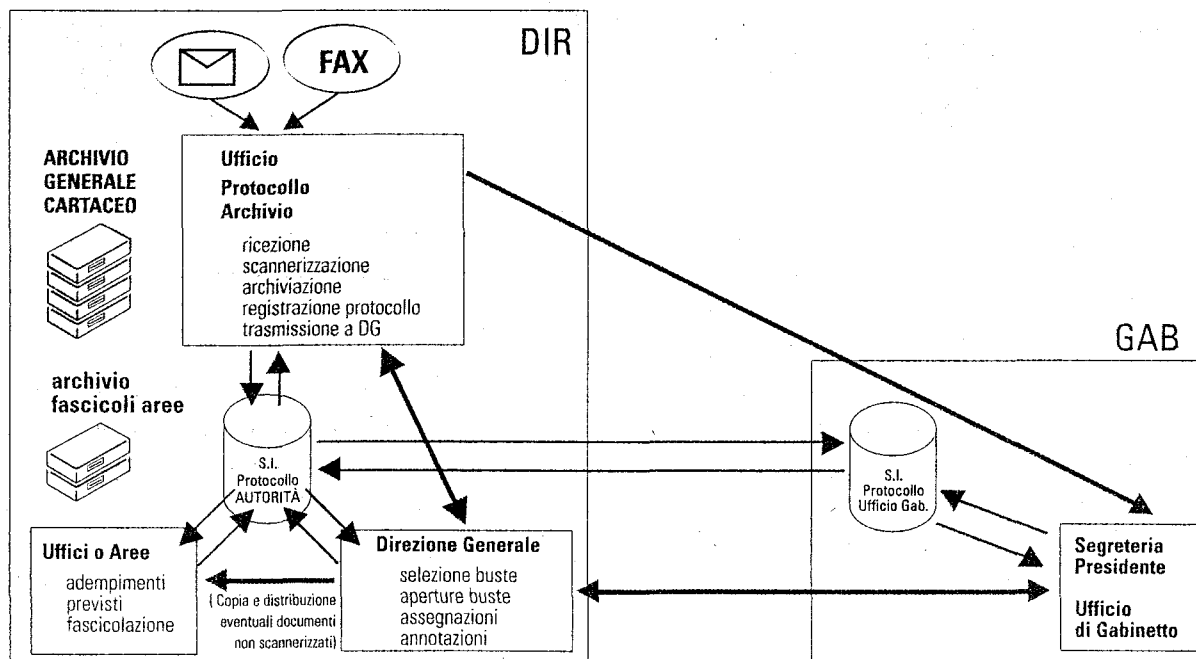 DIR
FAX
ARCHIVIO
GENERALE
CARTACEO
Ufficio
Protocollo
Archivio
ricezione
scannerizzazione
archiviazione
registrazione protocollo
trasmissione a DG
archivio
fascicoli aree
S.I.
Protocollo
AUTORITÀ
GAB
S.I.
Protocollo
Ufficio Gab.
Uffici o Aree
adempimenti
previsti
fascicolazione
( Copia e distribuzione
eventuali documenti
non scannerizzati)
Direzione Generale
selezione buste
aperture buste
assegnazioni
annotazioni
Segreteria
Presidente
Ufficio
di Gabinetto